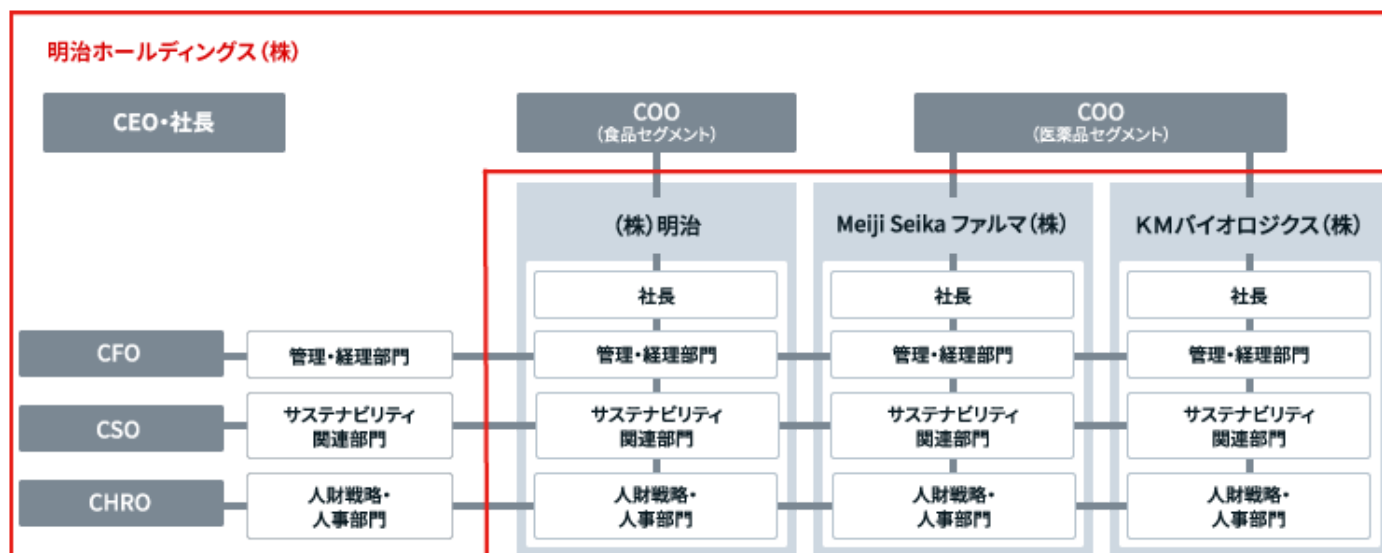 明治ホールディングス(株)
CEO・社長
COO
(食品セグメント)
COO
(医薬品セグメント)
(株)明治
Meiji Seika ファルマ(株)
KMバイオロジクス(株)
社長
社長
社長
CFO
管理・経理部門
管理・経理部門
管理・経理部門
管理・経理部門
CSO
サステナビリティ
関連部門
サステナビリティ
関連部門
サステナビリティ
関連部門
サステナビリティ
関連部門
CHRO
人財戦略・
人事部門
人財戦略・
人事部門
人財戦略・
人事部門
人財戦略・
人事部門